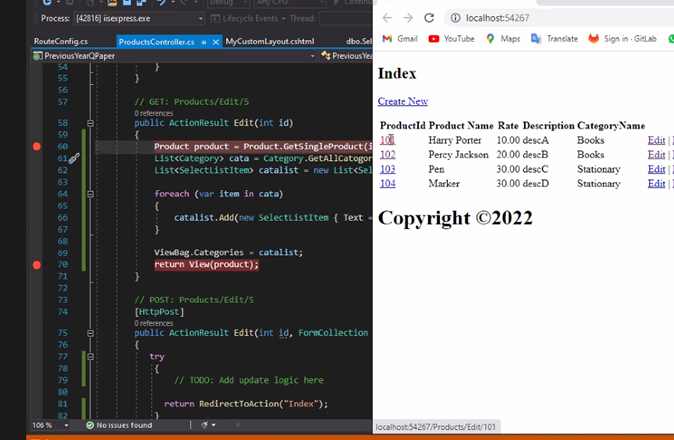 Debug
Any CPU
Process: [42816] iisexpress.exe
Lifecycle Events
Thread:
RouteConfig.cs
ProductsController.cs
MyCustomLayout.cshtml
dbo.Sel
PreviousYearQPaper
PreviousYear
54 }
55 }
56
57 // GET: Products/Edit/5
0 references
58 public ActionResult Edit(int id)
59 {
60 Product product = Product.GetSingleProduct(i
61 List<Category> cata = Category.GetAllCatagor
62 List<SelectListItem> catalist = new List<Sel
63
64 foreach (var item in cata)
65 {
66 catalist.Add(new SelectListItem { Text =
67 }
68
69 ViewBag.Categories = catalist;
70 return View(product);
71 }
72
73 // POST: Products/Edit/5
74 [HttpPost]
0 references
75 public ActionResult Edit(int id, FormCollection
76 {
77 try
78 {
79 // TODO: Add update logic here
80
81 return RedirectToAction("Index");
82 }
106 %
No issues found
localhost:54267
Gmail
YouTube
Maps
Translate
Sign in · GitLab
Index
Create New
ProductId Product Name Rate Description CategoryName
101 Harry Porter 10.00 descA Books Edit |
102 Percy Jackson 20.00 descB Books Edit |
103 Pen 30.00 descC Stationary Edit |
104 Marker 20.00 descD Stationary Edit |
Copyright ©2022
localhost:54267/Products/Edit/101